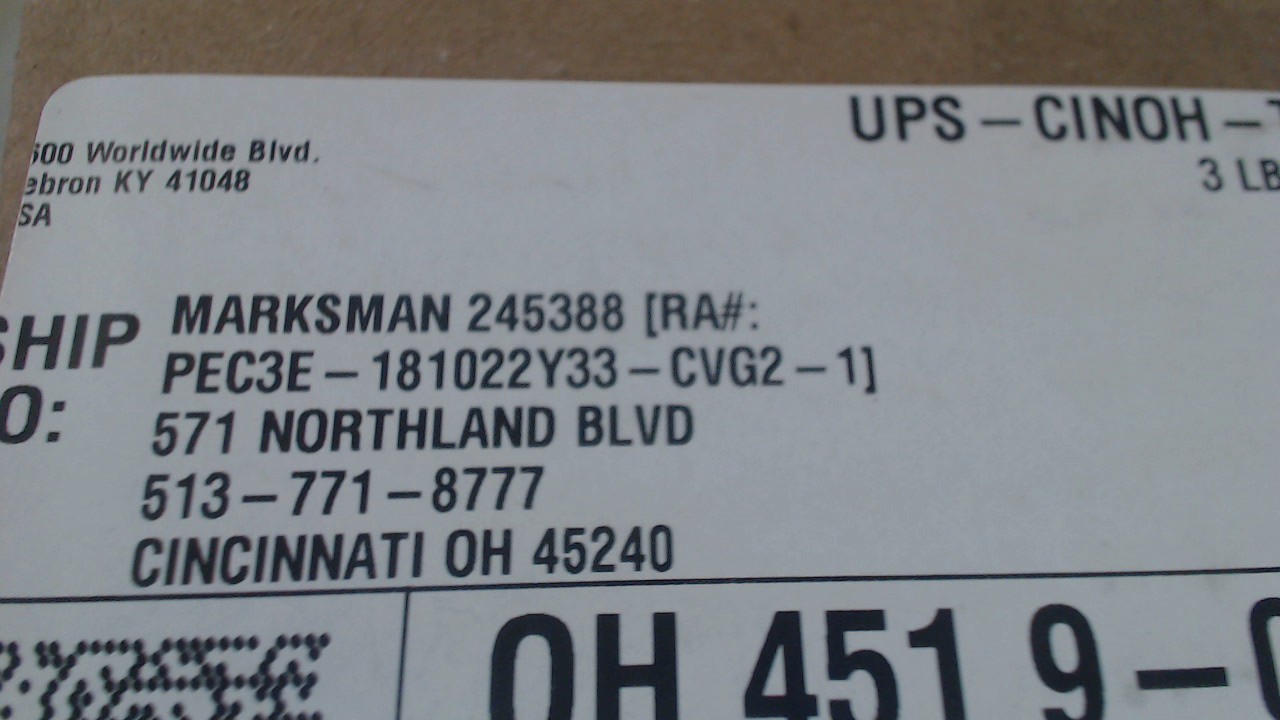 UPS – CINOH –
600 Worldwide Blvd.
3 LB
ebron KY 41048
SA
SHIP
O:
MARKSMAN 245388 [RA#:
PEC3E – 181022Y33 – CVG2 – 1]
571 NORTHLAND BLVD
513 – 771 – 8777
CINCINNATI OH 45240
OH 451 9 –